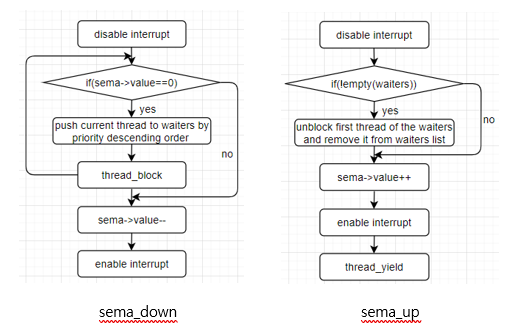 disable interrupt
if(sema->value==0)
yes
push current thread to waiters by
priority descending order
no
thread_block
sema->value--
enable interrupt
sema_down
disable interrupt
if(!empty(waiters))
yes
no
unblock first thread of the waiters
and remove it from waiters list
sema->value++
enable interrupt
thread_yield
sema_up